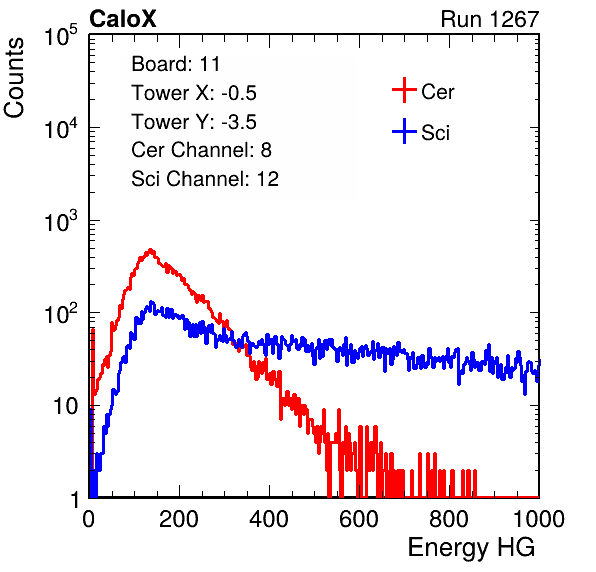 CaloX Run 1267
Counts
10^5
10^4
10^3
10^2
10
1
Board: 11
Tower X: -0.5
Tower Y: -3.5
Cer Channel: 8
Sci Channel: 12
Cer
Sci
0 200 400 600 800 1000
Energy HG